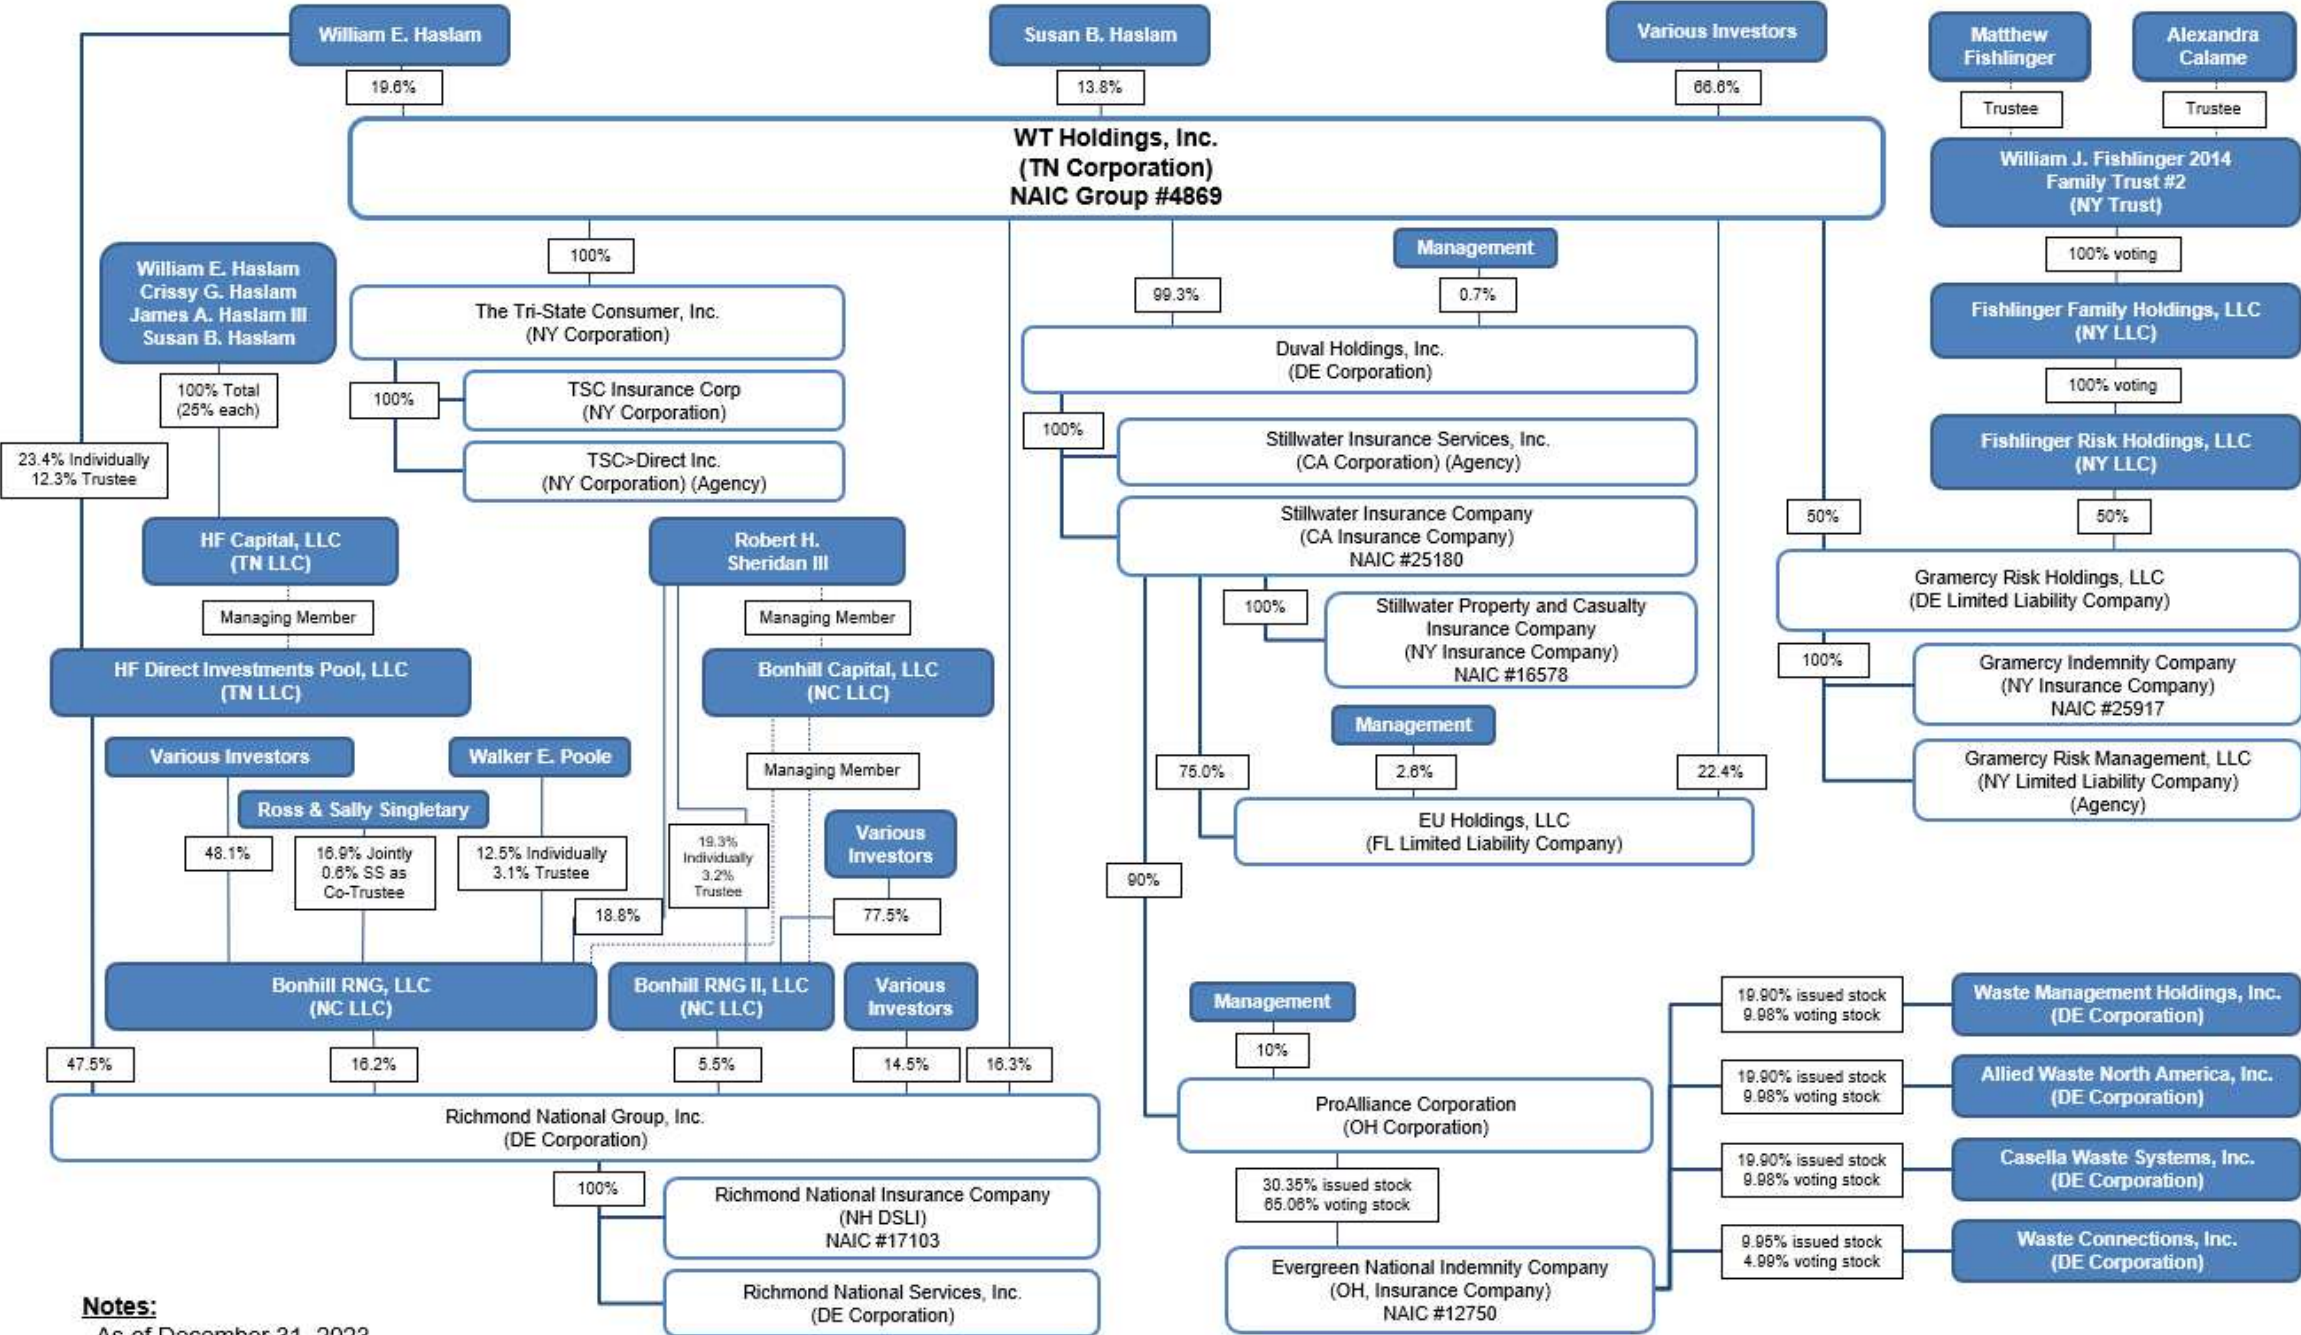 William E. Haslam
Susan B. Haslam
Various Investors
Matthew
Fishlinger
Alexandra
Calame
19.6%
13.8%
66.6%
Trustee
Trustee
WT Holdings, Inc.
(TN Corporation)
NAIC Group #4869
William J. Fishlinger 2014
Family Trust #2
(NY Trust)
100% voting
Fishlinger Family Holdings, LLC
(NY LLC)
100% voting
Fishlinger Risk Holdings, LLC
(NY LLC)
50%
50%
Gramercy Risk Holdings, LLC
(DE Limited Liability Company)
100%
Gramercy Indemnity Company
(NY Insurance Company)
NAIC #25917
Gramercy Risk Management, LLC
(NY Limited Liability Company)
(Agency)
William E. Haslam
Crissy G. Haslam
James A. Haslam III
Susan B. Haslam
100% Total
(25% each)
23.4% Individually
12.3% Trustee
100%
The Tri-State Consumer, Inc.
(NY Corporation)
100%
TSC Insurance Corp
(NY Corporation)
TSC>Direct Inc.
(NY Corporation) (Agency)
Management
99.3%
0.7%
Duval Holdings, Inc.
(DE Corporation)
100%
Stillwater Insurance Services, Inc.
(CA Corporation) (Agency)
Stillwater Insurance Company
(CA Insurance Company)
NAIC #25180
100%
Stillwater Property and Casualty
Insurance Company
(NY Insurance Company)
NAIC #16578
Management
75.0%
2.6%
22.4%
EU Holdings, LLC
(FL Limited Liability Company)
90%
HF Capital, LLC
(TN LLC)
Managing Member
HF Direct Investments Pool, LLC
(TN LLC)
Robert H.
Sheridan III
Managing Member
Bonhill Capital, LLC
(NC LLC)
Managing Member
Various Investors
Walker E. Poole
Ross & Sally Singletary
48.1%
16.9% Jointly
0.6% SS as
Co-Trustee
12.5% Individually
3.1% Trustee
18.8%
19.3%
Individually
3.2%
Trustee
Various
Investors
77.5%
Bonhill RNG, LLC
(NC LLC)
Bonhill RNG II, LLC
(NC LLC)
Various
Investors
47.5%
16.2%
5.5%
14.5%
16.3%
Richmond National Group, Inc.
(DE Corporation)
100%
Richmond National Insurance Company
(NH DSLI)
NAIC #17103
Richmond National Services, Inc.
(DE Corporation)
Management
10%
ProAlliance Corporation
(OH Corporation)
30.35% issued stock
65.06% voting stock
Evergreen National Indemnity Company
(OH, Insurance Company)
NAIC #12750
19.90% issued stock
9.98% voting stock
Waste Management Holdings, Inc.
(DE Corporation)
19.90% issued stock
9.98% voting stock
Allied Waste North America, Inc.
(DE Corporation)
19.90% issued stock
9.98% voting stock
Casella Waste Systems, Inc.
(DE Corporation)
9.95% issued stock
4.99% voting stock
Waste Connections, Inc.
(DE Corporation)
Notes:
As of December 31, 2023